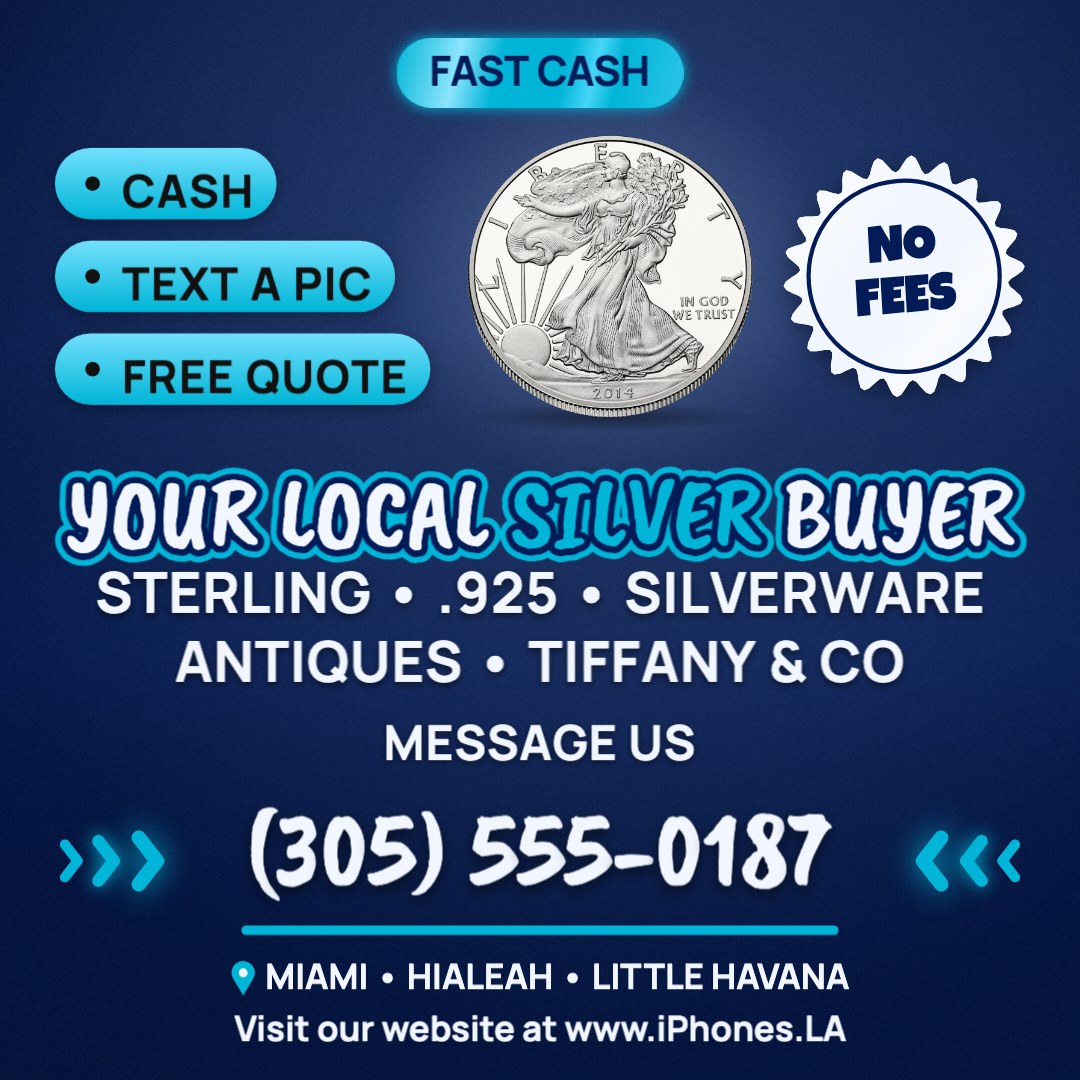 FAST CASH
• CASH
• TEXT A PIC
• FREE QUOTE
LIBERTY
IN GOD
WE TRUST
2014
NO
FEES
YOUR LOCAL SILVER BUYER
STERLING • .925 • SILVERWARE
ANTIQUES • TIFFANY & CO
MESSAGE US
(305) 555-0187
MIAMI • HIALEAH • LITTLE HAVANA
Visit our website at www.iPhones.LA